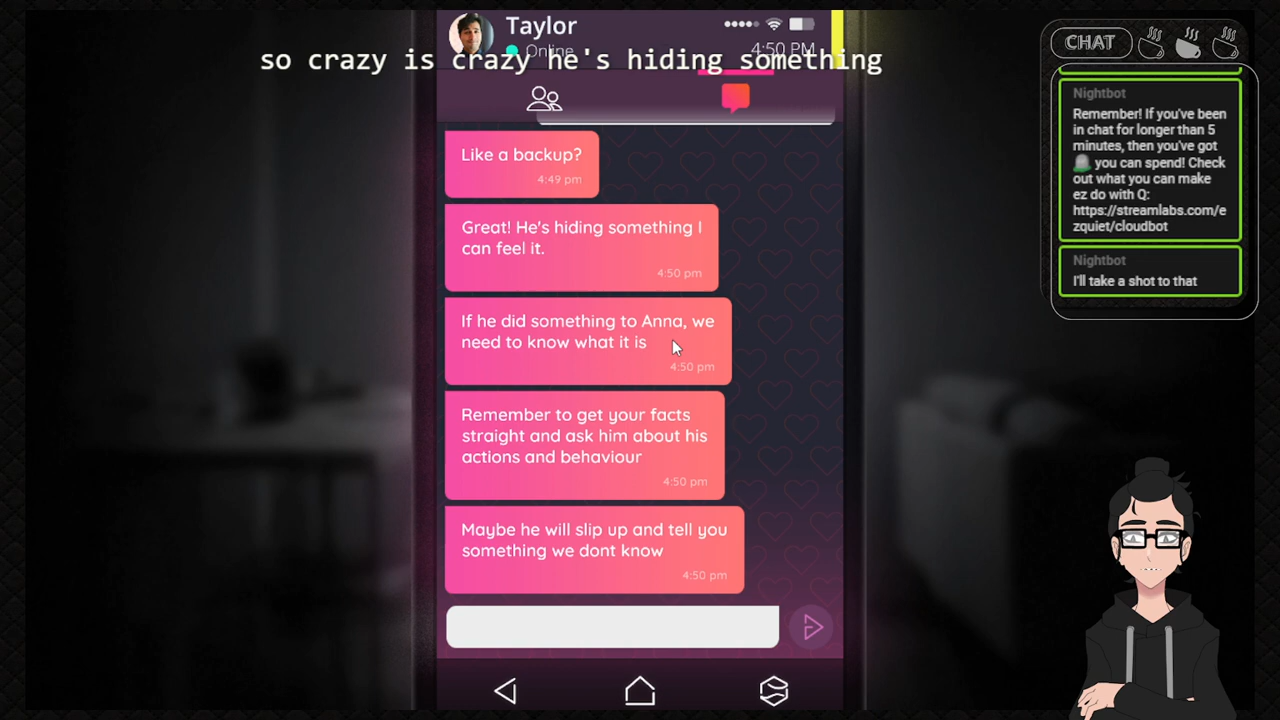 Taylor
Online
4:50 PM
so crazy is crazy he's hiding something
Like a backup?
4:49 pm
Great! He's hiding something I
can feel it.
4:50 pm
If he did something to Anna, we
need to know what it is
4:50 pm
Remember to get your facts
straight and ask him about his
actions and behaviour
4:50 pm
Maybe he will slip up and tell you
something we dont know
4:50 pm
CHAT
Nightbot
Remember! If you've been
in chat for longer than 5
minutes, then you've got
you can spend! Check
out what you can make
ez do with Q:
https://streamlabs.com/e
zquiet/cloudbot
Nightbot
I'll take a shot to that